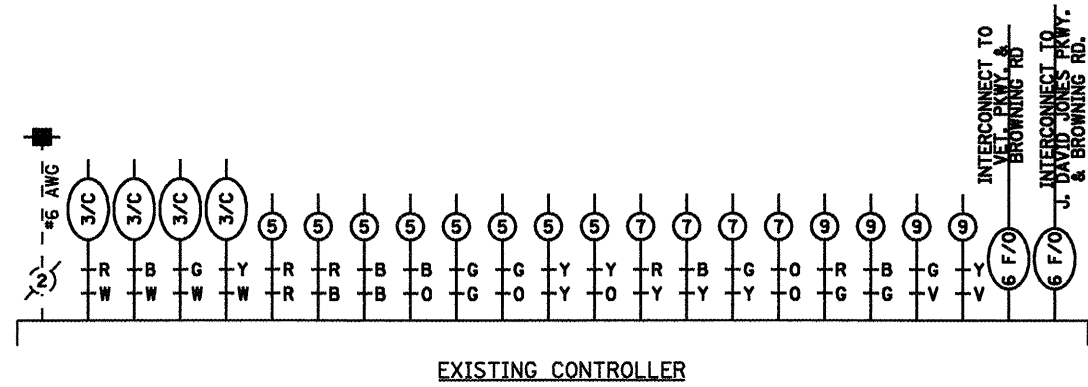 INTERCONNECT TO
VET. PKWY. &
BROWNING RD
INTERCONNECT TO
J. DAVID JONES PKWY.
& BROWNING RD.
#6 AWG
3/C 3/C 3/C 3/C 5 5 5 5 5 5 5 5 7 7 7 7 9 9 9 9
2 R B G Y R R B B G G Y Y R B G O R B G Y 6 F/O 6 F/O
W W W W R B B O G O Y O Y Y Y O G G V V
EXISTING CONTROLLER